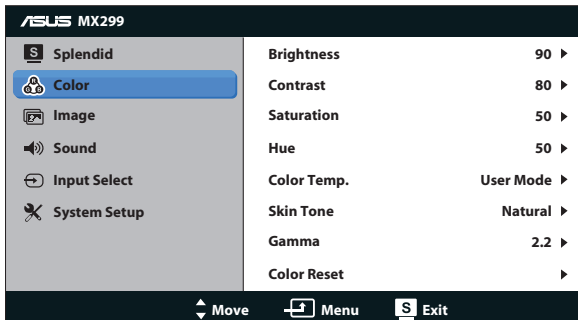 ASUS MX299
S Splendid
Color
Image
Sound
Input Select
System Setup
Brightness 90
Contrast 80
Saturation 50
Hue 50
Color Temp. User Mode
Skin Tone Natural
Gamma 2.2
Color Reset
Move Menu S Exit